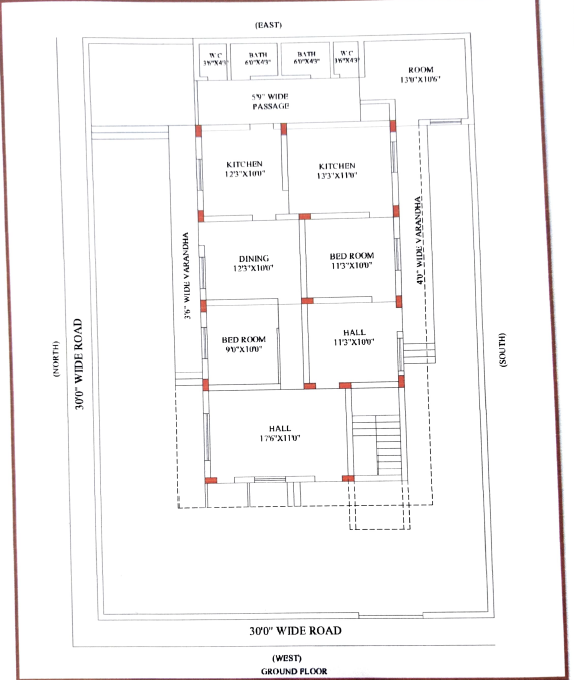 (EAST)
W C
3'6"X4'3"
BATH
6'0"X4'3"
BATH
6'0"X4'3"
W C
3'6"X4'3"
ROOM
13'0"X10'6"
5'9" WIDE
PASSAGE
KITCHEN
12'3"X10'0"
KITCHEN
13'3"X11'0"
3'6" WIDE VARANDHA
DINING
12'3"X10'0"
BED ROOM
11'3"X10'0"
4'0" WIDE VARANDHA
(NORTH)
30'0" WIDE ROAD
BED ROOM
9'0"X10'0"
HALL
11'3"X10'0"
(SOUTH)
HALL
17'6"X11'0"
30'0" WIDE ROAD
(WEST)
GROUND FLOOR